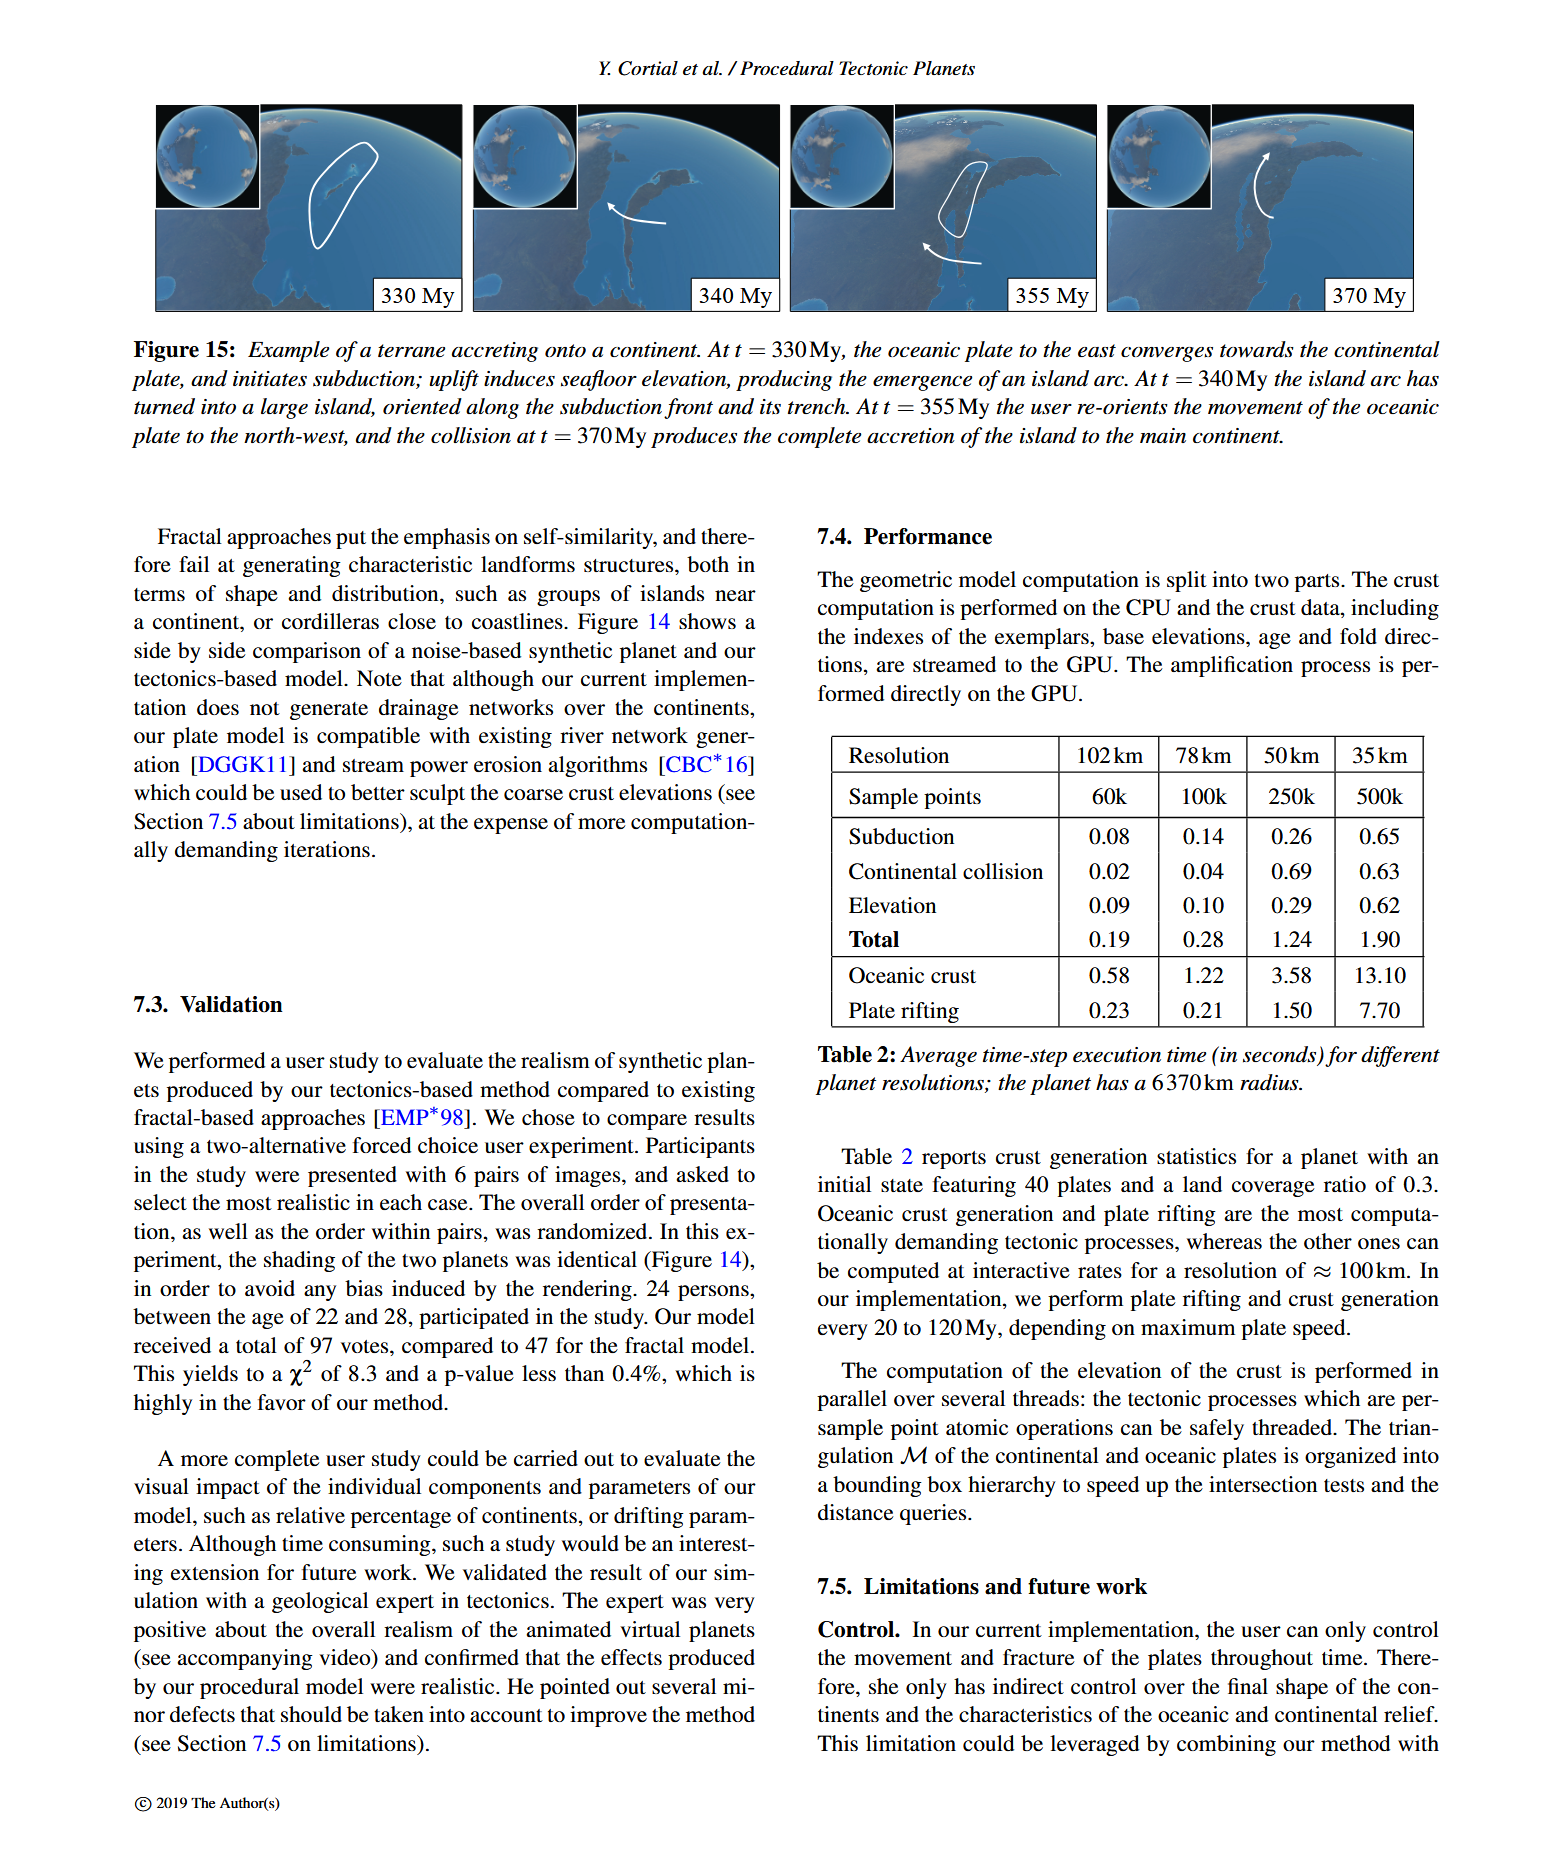 Y. Cortial et al. / Procedural Tectonic Planets
330 My
340 My
355 My
370 My
Figure 15: Example of a terrane accreting onto a continent. At t = 330 My, the oceanic plate to the east converges towards the continental
plate, and initiates subduction; uplift induces seafloor elevation, producing the emergence of an island arc. At t = 340 My the island arc has
turned into a large island, oriented along the subduction front and its trench. At t = 355 My the user re-orients the movement of the oceanic
plate to the north-west, and the collision at t = 370 My produces the complete accretion of the island to the main continent.
Fractal approaches put the emphasis on self-similarity, and there-
fore fail at generating characteristic landforms structures, both in
terms of shape and distribution, such as groups of islands near
a continent, or cordilleras close to coastlines. Figure 14 shows a
side by side comparison of a noise-based synthetic planet and our
tectonics-based model. Note that although our current implemen-
tation does not generate drainage networks over the continents,
our plate model is compatible with existing river network gener-
ation [DGGK11] and stream power erosion algorithms [CBC*16]
which could be used to better sculpt the coarse crust elevations (see
Section 7.5 about limitations), at the expense of more computation-
ally demanding iterations.
7.3. Validation
We performed a user study to evaluate the realism of synthetic plan-
ets produced by our tectonics-based method compared to existing
fractal-based approaches [EMP*98]. We chose to compare results
using a two-alternative forced choice user experiment. Participants
in the study were presented with 6 pairs of images, and asked to
select the most realistic in each case. The overall order of presenta-
tion, as well as the order within pairs, was randomized. In this ex-
periment, the shading of the two planets was identical (Figure 14),
in order to avoid any bias induced by the rendering. 24 persons,
between the age of 22 and 28, participated in the study. Our model
received a total of 97 votes, compared to 47 for the fractal model.
This yields to a χ² of 8.3 and a p-value less than 0.4%, which is
highly in the favor of our method.
A more complete user study could be carried out to evaluate the
visual impact of the individual components and parameters of our
model, such as relative percentage of continents, or drifting param-
eters. Although time consuming, such a study would be an interest-
ing extension for future work. We validated the result of our sim-
ulation with a geological expert in tectonics. The expert was very
positive about the overall realism of the animated virtual planets
(see accompanying video) and confirmed that the effects produced
by our procedural model were realistic. He pointed out several mi-
nor defects that should be taken into account to improve the method
(see Section 7.5 on limitations).
7.4. Performance
The geometric model computation is split into two parts. The crust
computation is performed on the CPU and the crust data, including
the indexes of the exemplars, base elevations, age and fold direc-
tions, are streamed to the GPU. The amplification process is per-
formed directly on the GPU.
Resolution 102 km 78 km 50 km 35 km
Sample points 60k 100k 250k 500k
Subduction 0.08 0.14 0.26 0.65
Continental collision 0.02 0.04 0.69 0.63
Elevation 0.09 0.10 0.29 0.62
Total 0.19 0.28 1.24 1.90
Oceanic crust 0.58 1.22 3.58 13.10
Plate rifting 0.23 0.21 1.50 7.70
Table 2: Average time-step execution time (in seconds) for different
planet resolutions; the planet has a 6370 km radius.
Table 2 reports crust generation statistics for a planet with an
initial state featuring 40 plates and a land coverage ratio of 0.3.
Oceanic crust generation and plate rifting are the most computa-
tionally demanding tectonic processes, whereas the other ones can
be computed at interactive rates for a resolution of ≈ 100 km. In
our implementation, we perform plate rifting and crust generation
every 20 to 120 My, depending on maximum plate speed.
The computation of the elevation of the crust is performed in
parallel over several threads: the tectonic processes which are per-
sample point atomic operations can be safely threaded. The trian-
gulation ℳ of the continental and oceanic plates is organized into
a bounding box hierarchy to speed up the intersection tests and the
distance queries.
7.5. Limitations and future work
Control. In our current implementation, the user can only control
the movement and fracture of the plates throughout time. There-
fore, she only has indirect control over the final shape of the con-
tinents and the characteristics of the oceanic and continental relief.
This limitation could be leveraged by combining our method with
© 2019 The Author(s)